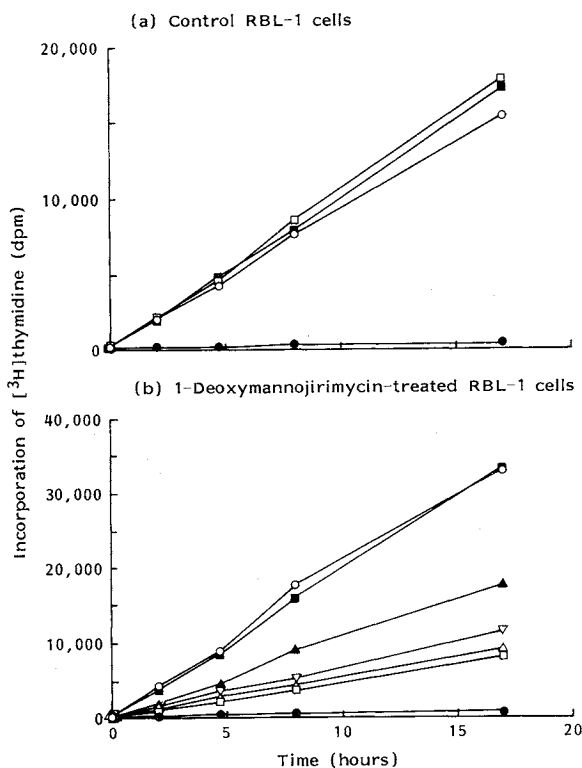 (a) Control RBL-1 cells
20,000
10,000
0
Incorporation of [³H]thymidine (dpm)
(b) 1-Deoxymannojirimycin-treated RBL-1 cells
40,000
30,000
20,000
10,000
0
0 5 10 15 20
Time (hours)